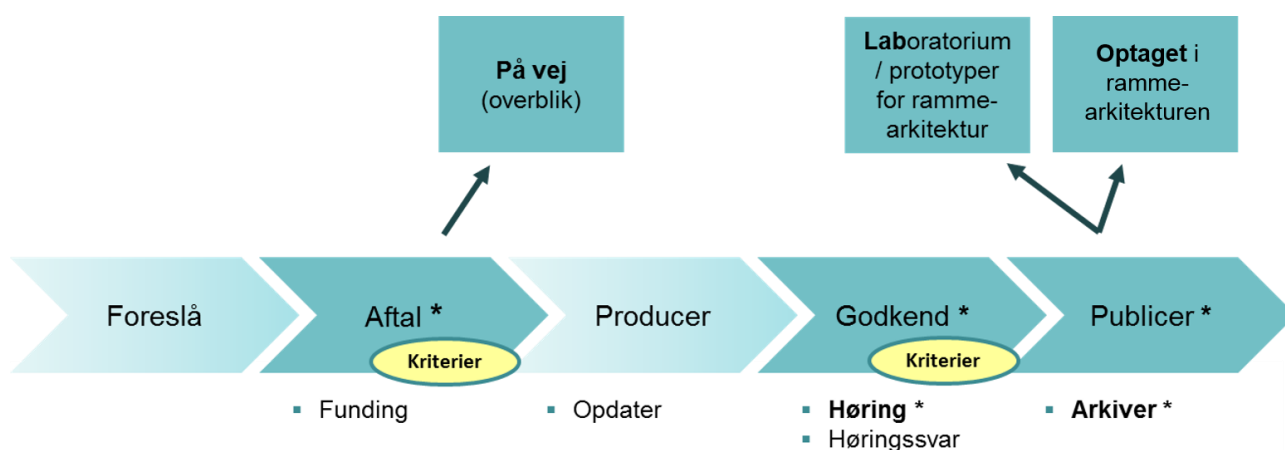 På vej
(overblik)
Laboratorium
/ prototyper
for ramme-
arkitektur
Optaget i
ramme-
arkitekturen
Foreslå
Aftal *
Producer
Godkend *
Publicer *
Kriterier
Kriterier
▪ Funding
▪ Opdater
▪ Høring *
▪ Høringssvar
▪ Arkiver *